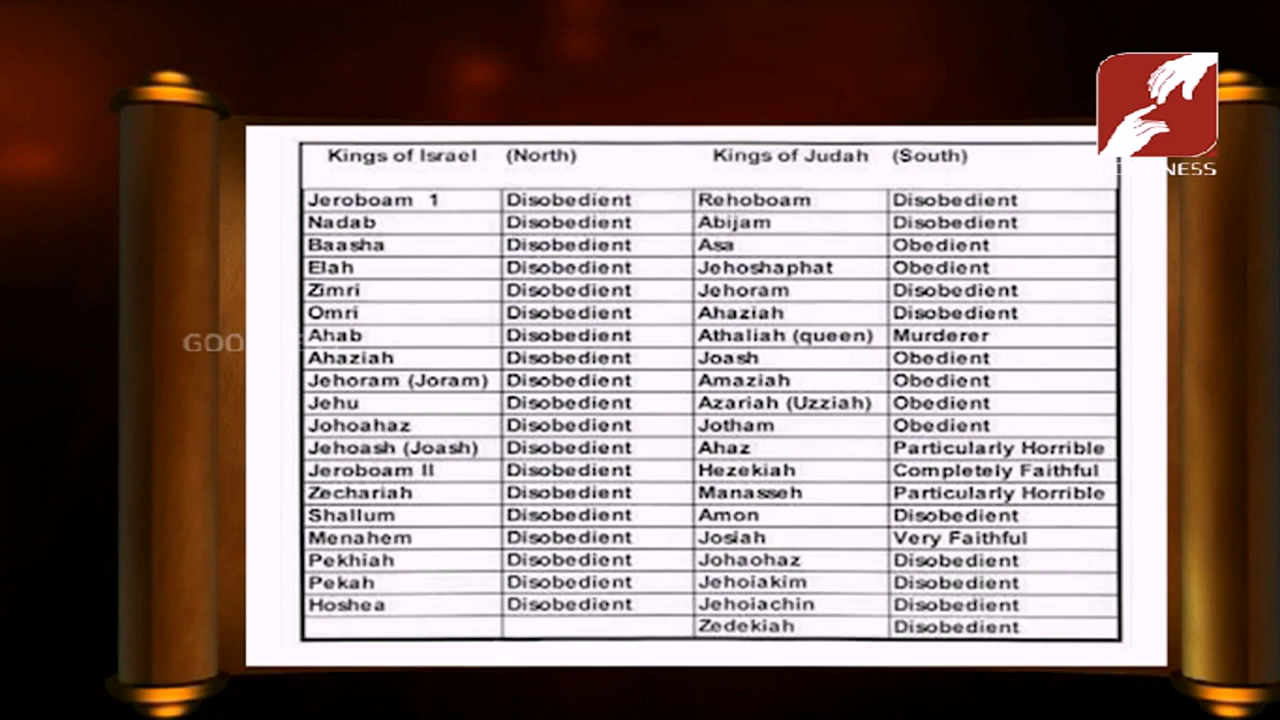 Kings of Israel (North) Kings of Judah (South)
Jeroboam 1 Disobedient Rehoboam Disobedient
Nadab Disobedient Abijam Disobedient
Baasha Disobedient Asa Obedient
Elah Disobedient Jehoshaphat Obedient
Zimri Disobedient Jehoram Disobedient
Omri Disobedient Ahaziah Disobedient
Ahab Disobedient Athaliah (queen) Murderer
Ahaziah Disobedient Joash Obedient
Jehoram (Joram) Disobedient Amaziah Obedient
Jehu Disobedient Azariah (Uzziah) Obedient
Johoahaz Disobedient Jotham Obedient
Jehoash (Joash) Disobedient Ahaz Particularly Horrible
Jeroboam II Disobedient Hezekiah Completely Faithful
Zechariah Disobedient Manasseh Particularly Horrible
Shallum Disobedient Amon Disobedient
Menahem Disobedient Josiah Very Faithful
Pekhiah Disobedient Johaohaz Disobedient
Pekah Disobedient Jehoiakim Disobedient
Hoshea Disobedient Jehoiachin Disobedient
Zedekiah Disobedient